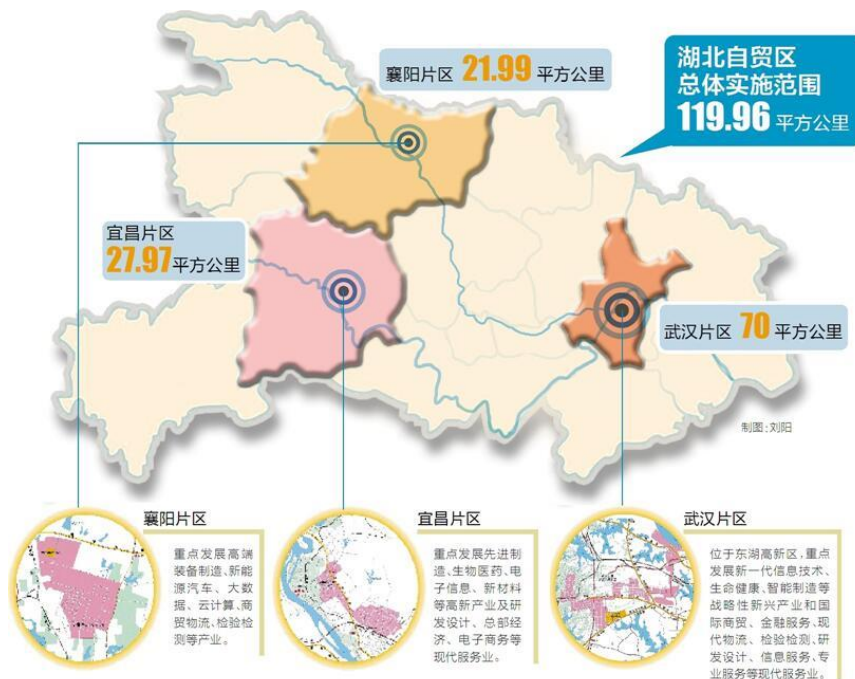 襄阳片区 21.99 平方公里
湖北自贸区
总体实施范围
119.96 平方公里
宜昌片区
27.97 平方公里
武汉片区 70 平方公里
制图:刘阳
襄阳片区
重点发展高端
装备制造、新能
源汽车、大数
据、云计算、商
贸物流、检验检
测等产业。
宜昌片区
重点发展先进制
造、生物医药、电
子信息、新材料
等高新产业及研
发设计、总部经
济、电子商务等
现代服务业。
武汉片区
位于东湖高新区,重点
发展新一代信息技术、
生命健康、智能制造等
战略性新兴产业和国
际商贸、金融服务、现
代物流、检验检测、研
发设计、信息服务、专
业服务等现代服务业。